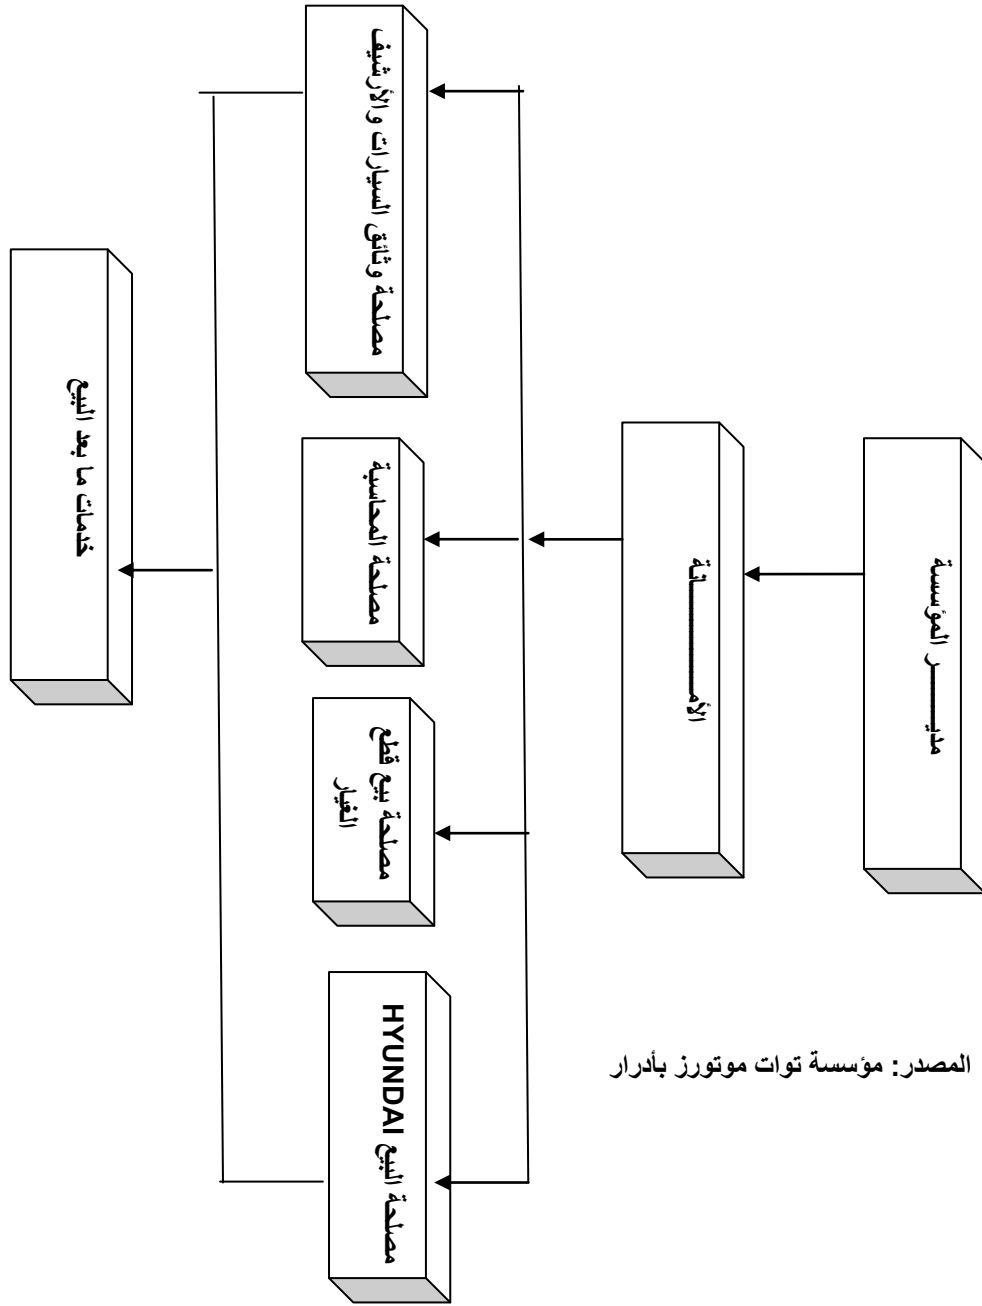 مديـــــر المؤسسة
الأمـــــــــــانة
مصلحة وثائق السيارات والأرشيف
مصلحة المحاسبة
مصلحة بيع قطع
الغيار
مصلحة البيع HYUNDAI
خدمات ما بعد البيع
المصدر: مؤسسة توات موتورز بأدرار